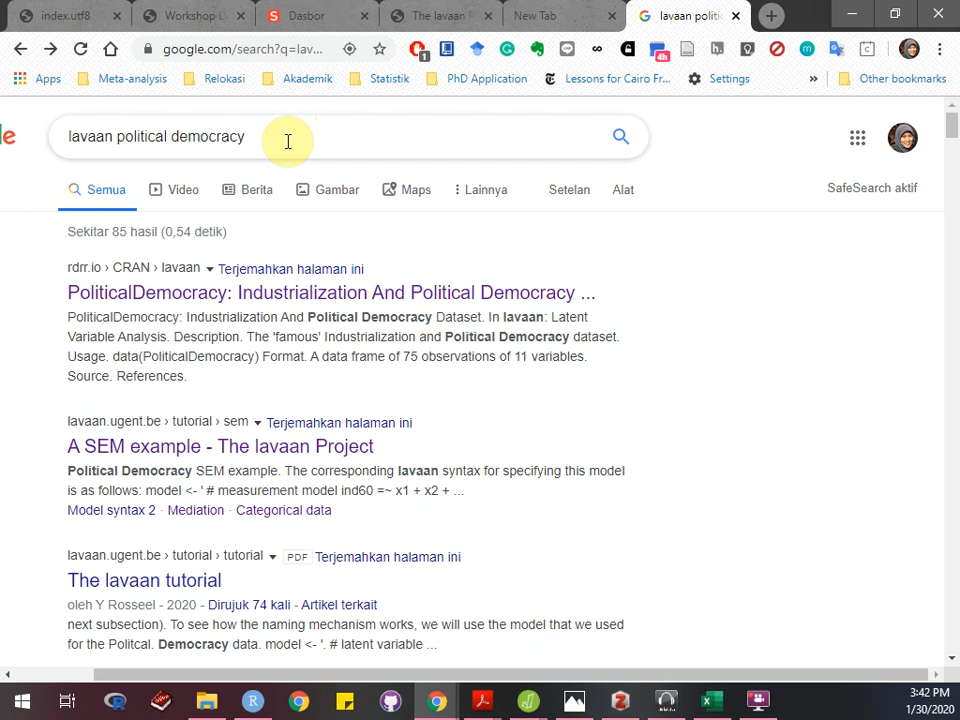 index.utf8
Workshop L
Dasbor
The lavaan F
New Tab
lavaan politi
google.com/search?q=lav...
1
4h
h.
m
Apps
Meta-analysis
Relokasi
Akademik
Statistik
PhD Application
Lessons for Cairo Fr...
Settings
»
Other bookmarks
le
lavaan political democracy
Semua
Video
Berita
Gambar
Maps
Lainnya
Setelan
Alat
SafeSearch aktif
Sekitar 85 hasil (0,54 detik)
rdrr.io › CRAN › lavaan Terjemahkan halaman ini
PoliticalDemocracy: Industrialization And Political Democracy ...
PoliticalDemocracy: Industrialization And Political Democracy Dataset. In lavaan: Latent
Variable Analysis. Description. The 'famous' Industrialization and Political Democracy dataset.
Usage. data(PoliticalDemocracy) Format. A data frame of 75 observations of 11 variables.
Source. References.
lavaan.ugent.be › tutorial › sem Terjemahkan halaman ini
A SEM example - The lavaan Project
Political Democracy SEM example. The corresponding lavaan syntax for specifying this model
is as follows: model <- ' # measurement model ind60 =~ x1 + x2 + ...
Model syntax 2 · Mediation · Categorical data
lavaan.ugent.be › tutorial › tutorial PDF Terjemahkan halaman ini
The lavaan tutorial
oleh Y Rosseel - 2020 - Dirujuk 74 kali - Artikel terkait
next subsection). To see how the naming mechanism works, we will use the model that we used
for the Politcal. Democracy data. model <- '. # latent variable ...
3:42 PM
1/30/2020